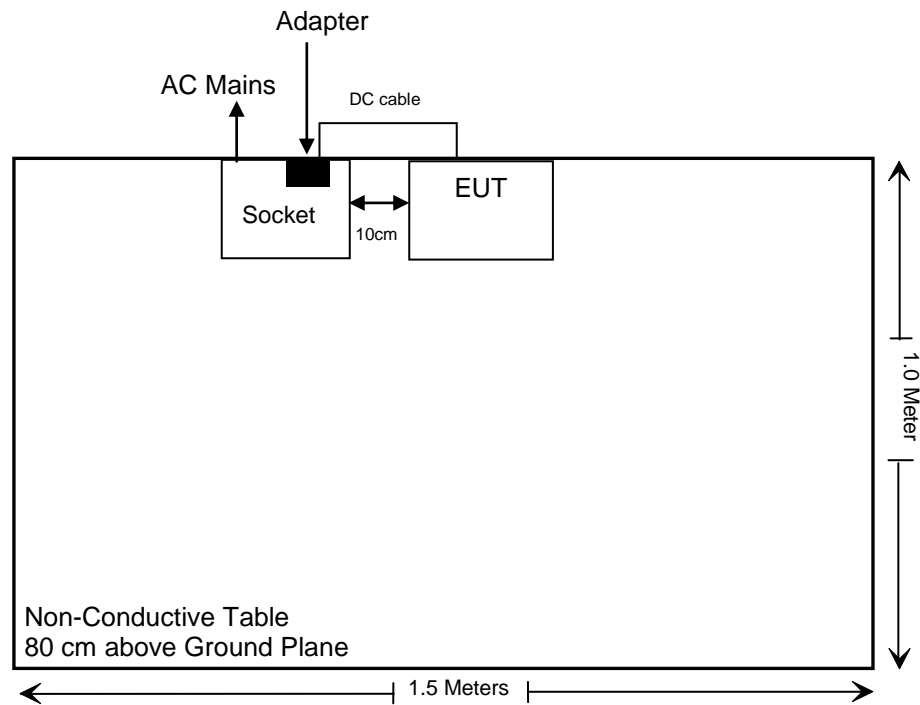 Adapter
AC Mains
DC cable
Socket
EUT
10cm
1.0 Meter
Non-Conductive Table
80 cm above Ground Plane
1.5 Meters